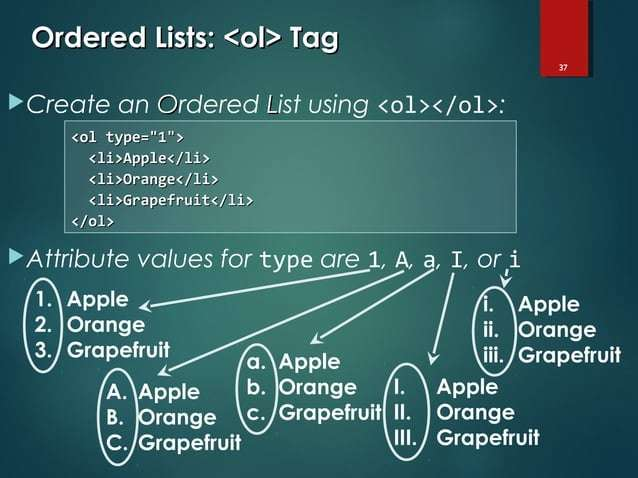 Ordered Lists: <ol> Tag
37
Create an Ordered List using <ol></ol>:
<ol type="1">
<li>Apple</li>
<li>Orange</li>
<li>Grapefruit</li>
</ol>
Attribute values for type are 1, A, a, I, or i
1. Apple
2. Orange
3. Grapefruit
A. Apple
B. Orange
C. Grapefruit
a. Apple
b. Orange
c. Grapefruit
I. Apple
II. Orange
III. Grapefruit
i. Apple
ii. Orange
iii. Grapefruit